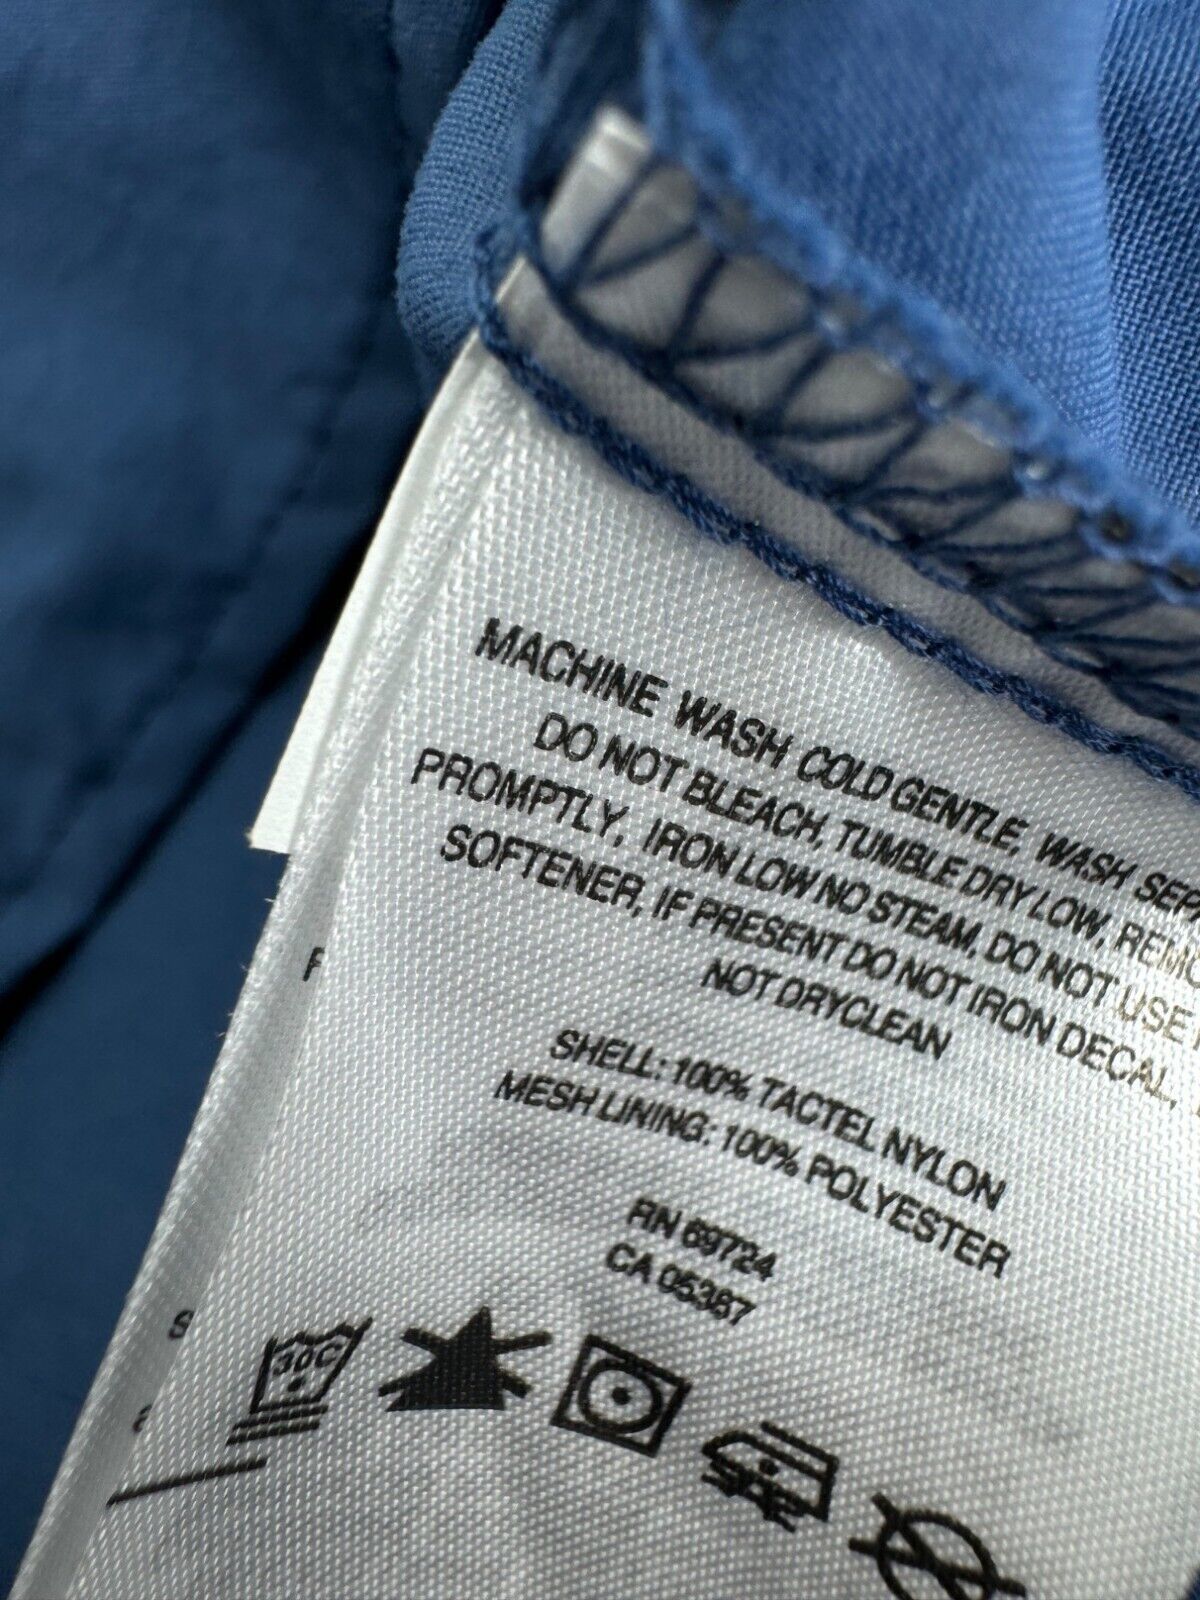 MACHINE WASH COLD GENTLE, WASH SEP
DO NOT BLEACH, TUMBLE DRY LOW, REMO
PROMPTLY, IRON LOW NO STEAM, DO NOT USE
SOFTENER, IF PRESENT DO NOT IRON DECAL,
NOT DRYCLEAN
SHELL: 100% TACTEL NYLON
MESH LINING: 100% POLYESTER
RN 69724
CA 05387
30C